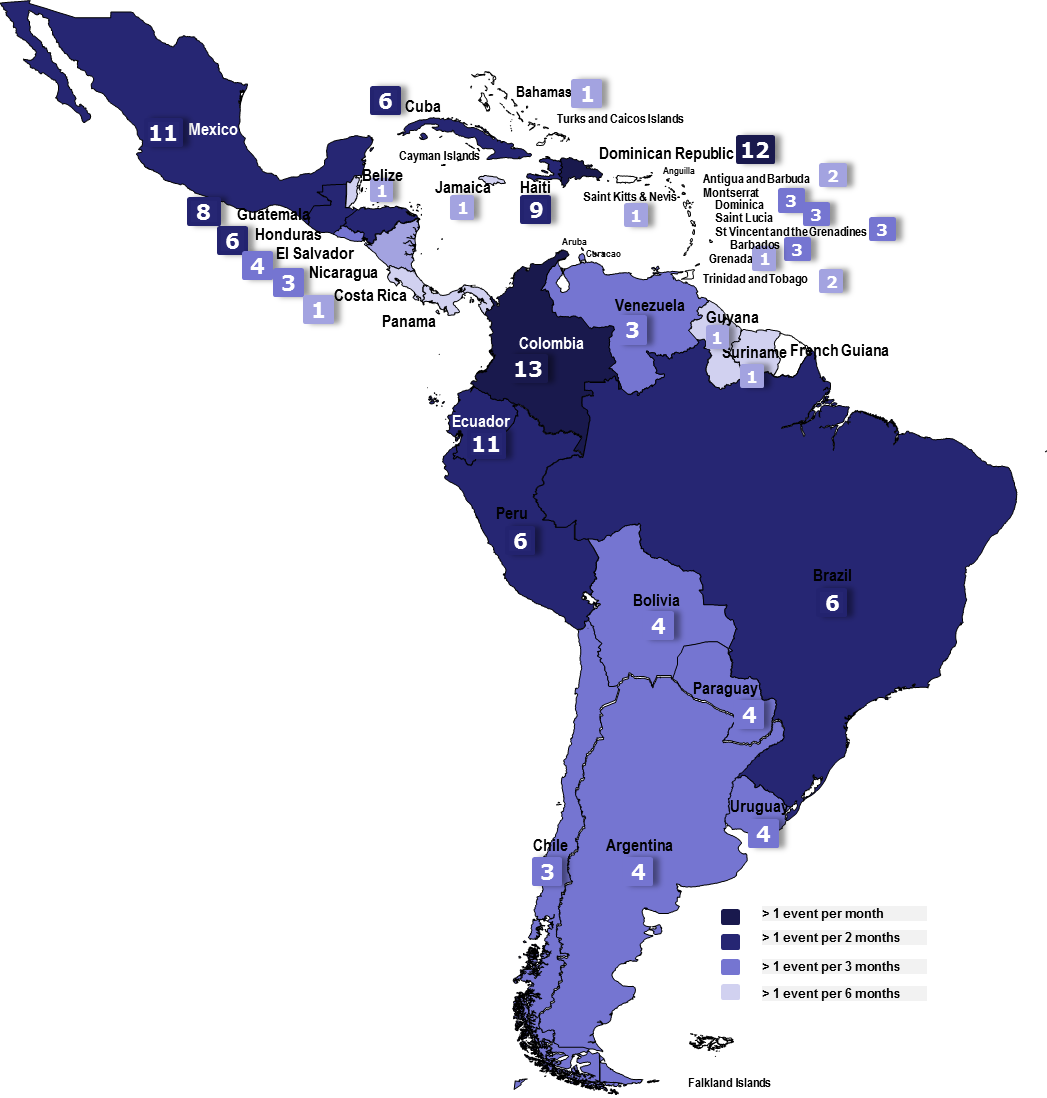 Bahamas 1
6 Cuba
Turks and Caicos Islands
11 Mexico
Cayman Islands
Dominican Republic 12
Anguilla
Belize
1
Jamaica
1
Haiti
9
Saint Kitts & Nevis
1
Antigua and Barbuda 2
Montserrat
3
Dominica
3
Saint Lucia
St Vincent and the Grenadines 3
Barbados 3
Grenada 1
Trinidad and Tobago 2
8
Guatemala
6
Honduras
4
El Salvador
3
Nicaragua
1
Costa Rica
Panama
Aruba
Curacao
Venezuela
3
Guyana
1
Suriname
1
French Guiana
Colombia
13
Ecuador
11
Peru
6
Brazil
6
Bolivia
4
Paraguay
4
Uruguay
4
Chile
3
Argentina
4
> 1 event per month
> 1 event per 2 months
> 1 event per 3 months
> 1 event per 6 months
Falkland Islands